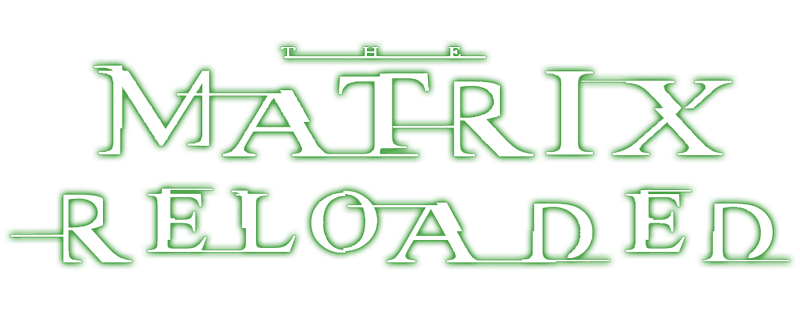 THE
MATRIX
RELOADED